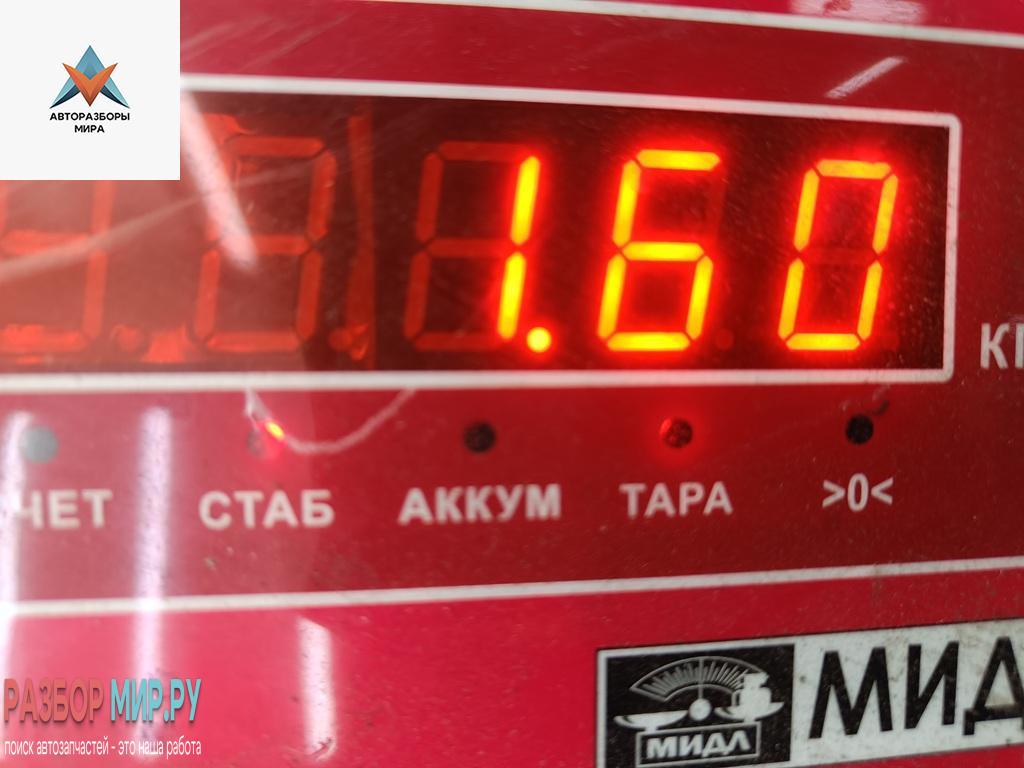 АВТОРАЗБОРЫ
МИРА
1.60
СТАБ АККУМ ТАРА >0<
МИДЛ
РАЗБОР МИР.РУ
поиск автозапчастей - это наша работа